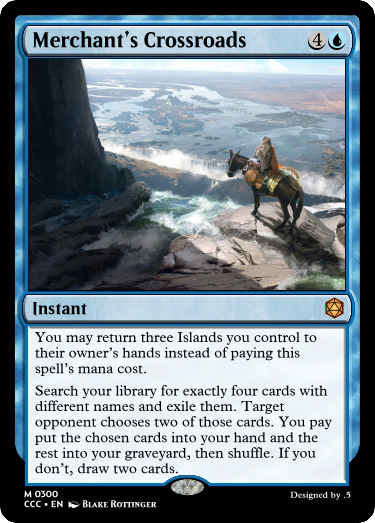 Merchant's Crossroads 4
Instant
You may return three Islands you control to
their owner's hands instead of paying this
spell's mana cost.
Search your library for exactly four cards with
different names and exile them. Target
opponent chooses two of those cards. You pay
put the chosen cards into your hand and the
rest into your graveyard, then shuffle. If you
don't, draw two cards.
M 0300
CCC • EN Blake Rottinger
Designed by .5